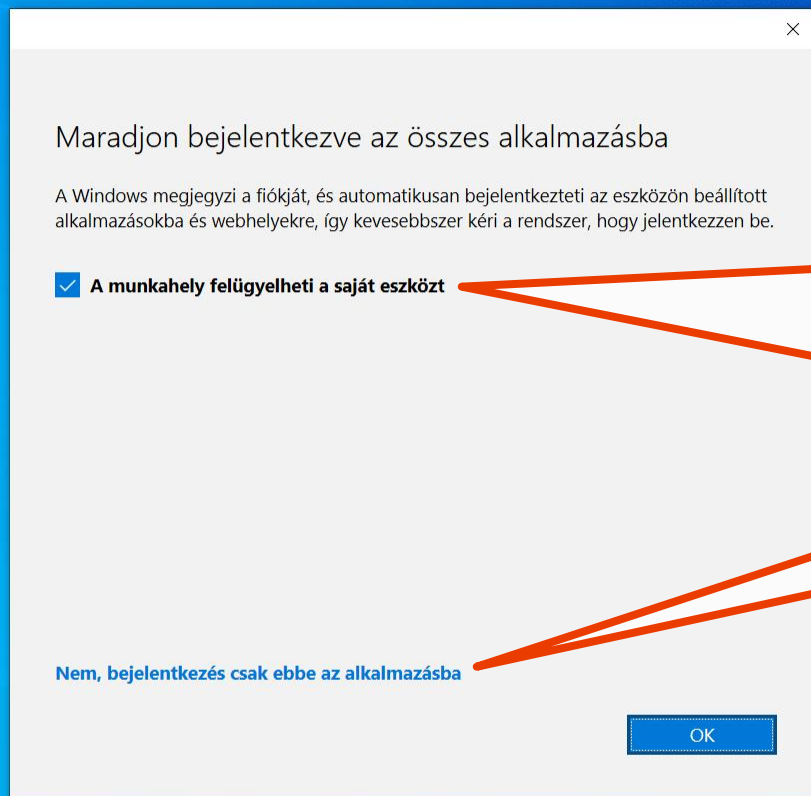 Maradjon bejelentkezve az összes alkalmazásba
A Windows megjegyzi a fiókját, és automatikusan bejelentkezteti az eszközön beállított
alkalmazásokba és webhelyekre, így kevesebbszer kéri a rendszer, hogy jelentkezzen be.
A munkahely felügyelheti a saját eszközt
Nem, bejelentkezés csak ebbe az alkalmazásba
OK